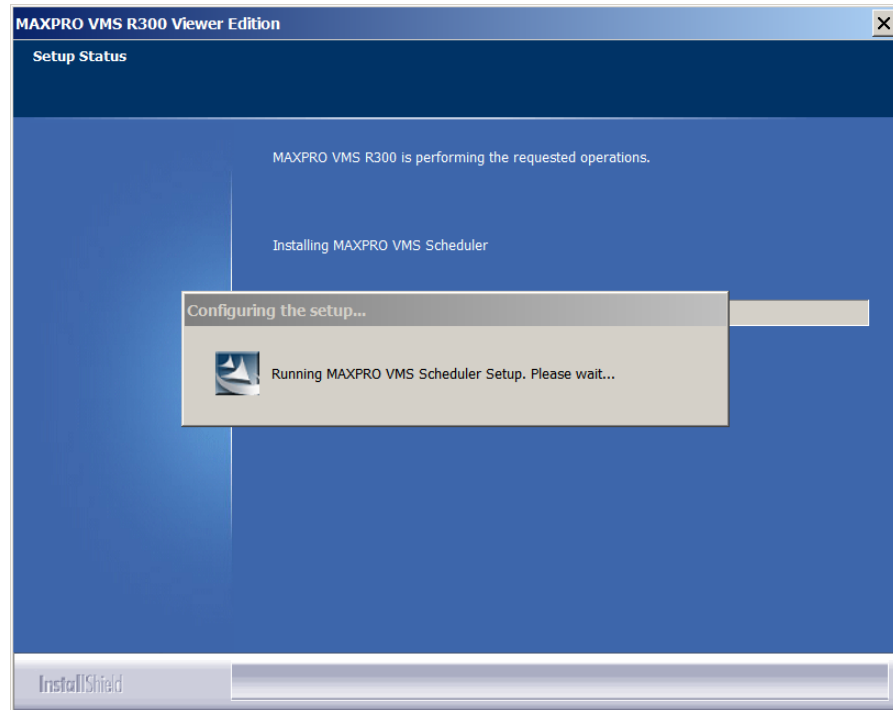 MAXPRO VMS R300 Viewer Edition
Setup Status
MAXPRO VMS R300 is performing the requested operations.
Installing MAXPRO VMS Scheduler
Configuring the setup...
Running MAXPRO VMS Scheduler Setup. Please wait...
InstallShield